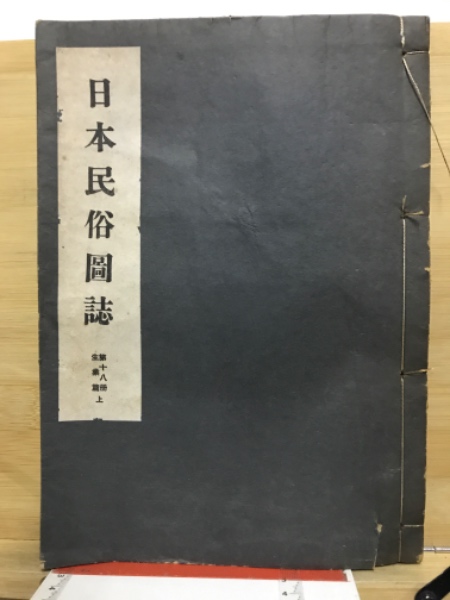 日本民俗圖誌
第十八冊
生業篇 上